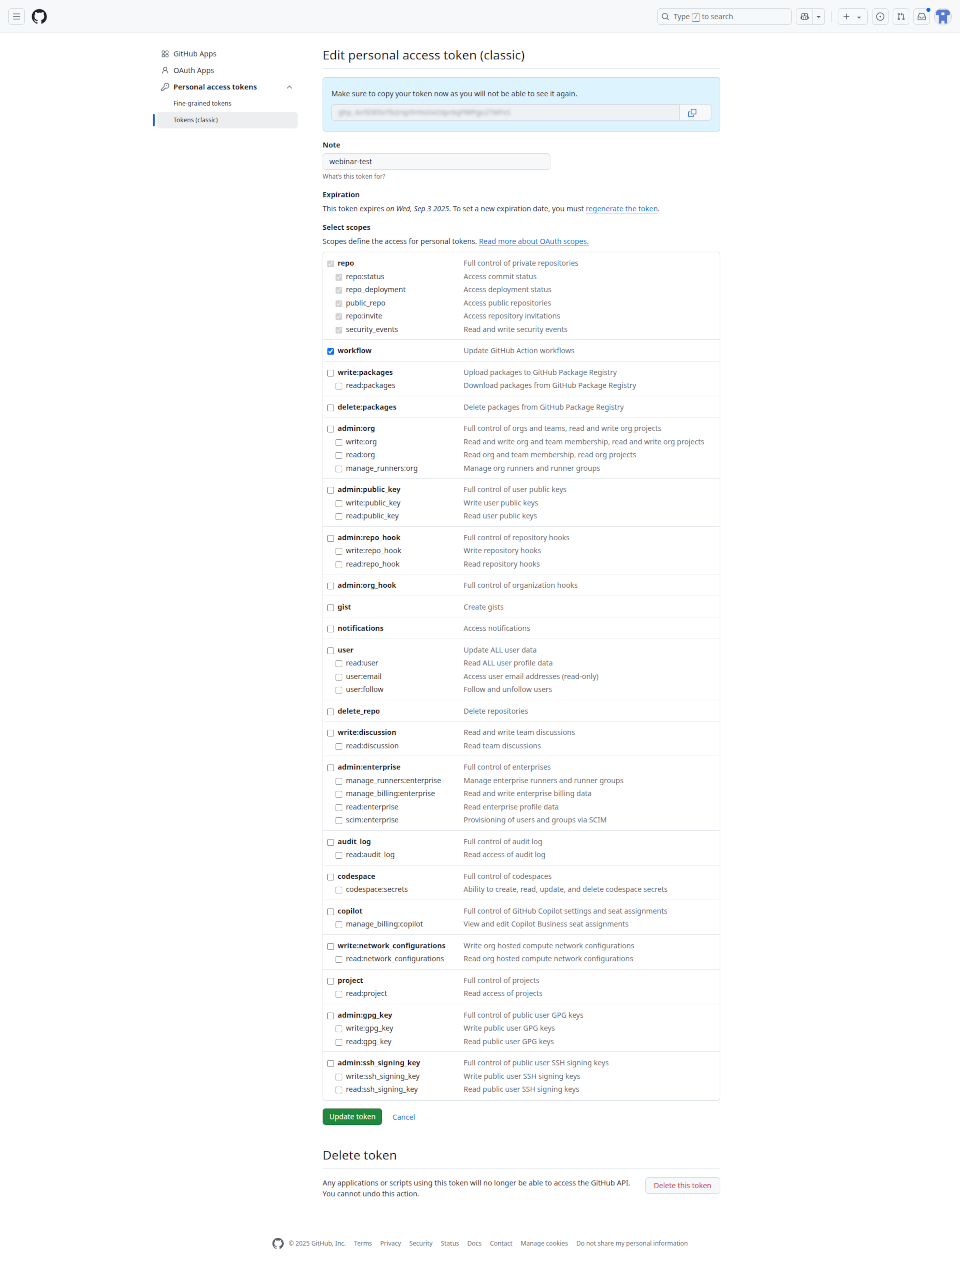 Type / to search
GitHub Apps
OAuth Apps
Personal access tokens
Fine-grained tokens
Tokens (classic)
Edit personal access token (classic)
Make sure to copy your token now as you will not be able to see it again.
Note
webinar-test
What's this token for?
Expiration
This token expires on Wed, Sep 3 2025. To set a new expiration date, you must regenerate the token.
Select scopes
Scopes define the access for personal tokens. Read more about OAuth scopes.
repo Full control of private repositories
repo:status Access commit status
repo_deployment Access deployment status
public_repo Access public repositories
repo:invite Access repository invitations
security_events Read and write security events
workflow Update GitHub Action workflows
write:packages Upload packages to GitHub Package Registry
read:packages Download packages from GitHub Package Registry
delete:packages Delete packages from GitHub Package Registry
admin:org Full control of orgs and teams, read and write org projects
write:org Read and write org and team membership, read and write org projects
read:org Read org and team membership, read org projects
manage_runners:org Manage org runners and runner groups
admin:public_key Full control of user public keys
write:public_key Write user public keys
read:public_key Read user public keys
admin:repo_hook Full control of repository hooks
write:repo_hook Write repository hooks
read:repo_hook Read repository hooks
admin:org_hook Full control of organization hooks
gist Create gists
notifications Access notifications
user Update ALL user data
read:user Read ALL user profile data
user:email Access user email addresses (read-only)
user:follow Follow and unfollow users
delete_repo Delete repositories
write:discussion Read and write team discussions
read:discussion Read team discussions
admin:enterprise Full control of enterprises
manage_runners:enterprise Manage enterprise runners and runner groups
manage_billing:enterprise Read and write enterprise billing data
read:enterprise Read enterprise profile data
scim:enterprise Provisioning of users and groups via SCIM
audit_log Full control of audit log
read:audit_log Read access of audit log
codespace Full control of codespaces
codespace:secrets Ability to create, read, update, and delete codespace secrets
copilot Full control of GitHub Copilot settings and seat assignments
manage_billing:copilot View and edit Copilot Business seat assignments
write:network_configurations Write org hosted compute network configurations
read:network_configurations Read org hosted compute network configurations
project Full control of projects
read:project Read access of projects
admin:gpg_key Full control of public user GPG keys
write:gpg_key Write public user GPG keys
read:gpg_key Read public user GPG keys
admin:ssh_signing_key Full control of public user SSH signing keys
write:ssh_signing_key Write public user SSH signing keys
read:ssh_signing_key Read public user SSH signing keys
Update token Cancel
Delete token
Any applications or scripts using this token will no longer be able to access the GitHub API.
You cannot undo this action.
Delete this token
© 2025 GitHub, Inc. Terms Privacy Security Status Docs Contact Manage cookies Do not share my personal information